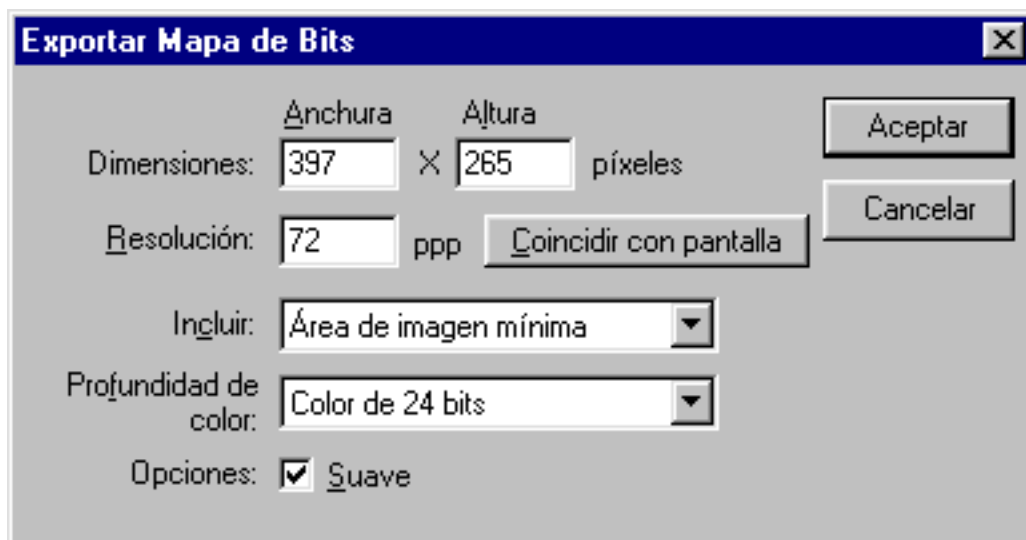 Exportar Mapa de Bits
Anchura Altura
Dimensiones: 397 X 265 píxeles
Aceptar
Cancelar
Resolución: 72 ppp Coincidir con pantalla
Incluir: Área de imagen mínima
Profundidad de
color: Color de 24 bits
Opciones: Suave